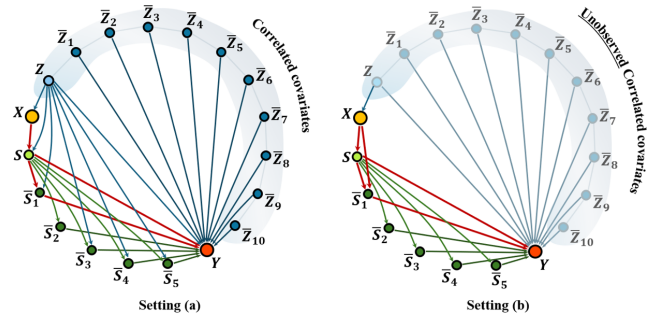 Z̅₁
Z̅₂
Z̅₃
Z̅₄
Z̅₅
Z̅₆
Z̅₇
Z̅₈
Z̅₉
Z̅₁₀
Z
X
S
S̅₁
S̅₂
S̅₃
S̅₄
S̅₅
Y
Correlated covariates
Setting (a)
Z̅₁
Z̅₂
Z̅₃
Z̅₄
Z̅₅
Z̅₆
Z̅₇
Z̅₈
Z̅₉
Z̅₁₀
Z
X
S
S̅₁
S̅₂
S̅₃
S̅₄
S̅₅
Y
Unobserved Correlated covariates
Setting (b)